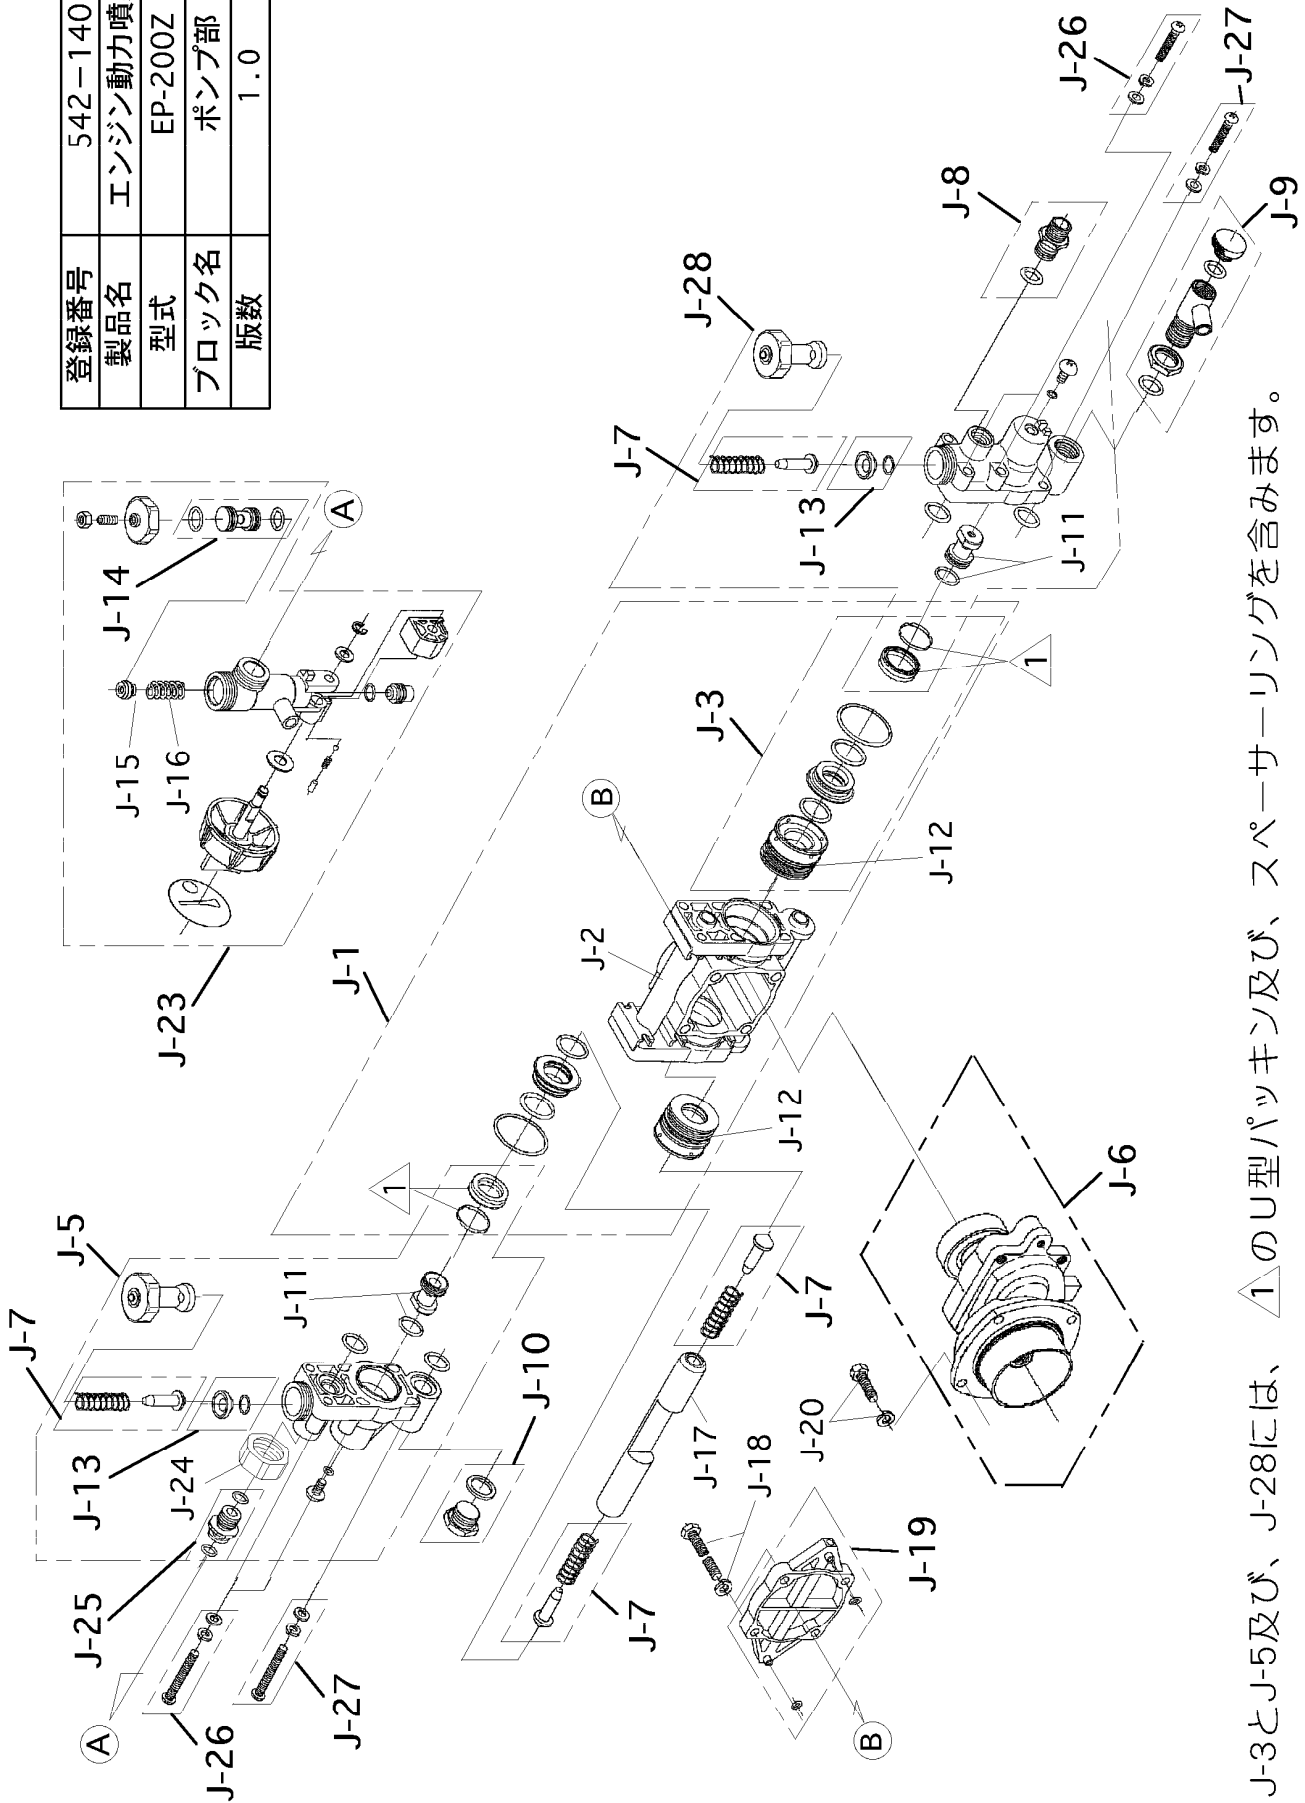 登録番号 542-140
製品名 エンジン動力噴
型式 EP-200Z
ブロック名 ポンプ部
版数 1.0
J-14
A
J-15
J-16
J-23
J-1
J-5
J-7
J-13
J-24
J-25
A
J-26
J-27
J-11
J-10
1
J-7
J-17
J-7
J-18
J-19
B
J-20
J-6
J-12
J-2
B
J-12
J-3
1
J-11
J-13
J-7
J-28
J-8
J-26
J-27
J-9
J-3とJ-5及び、J-28には、 1 のU型パッキン及び、スペーサーリングを含みます。